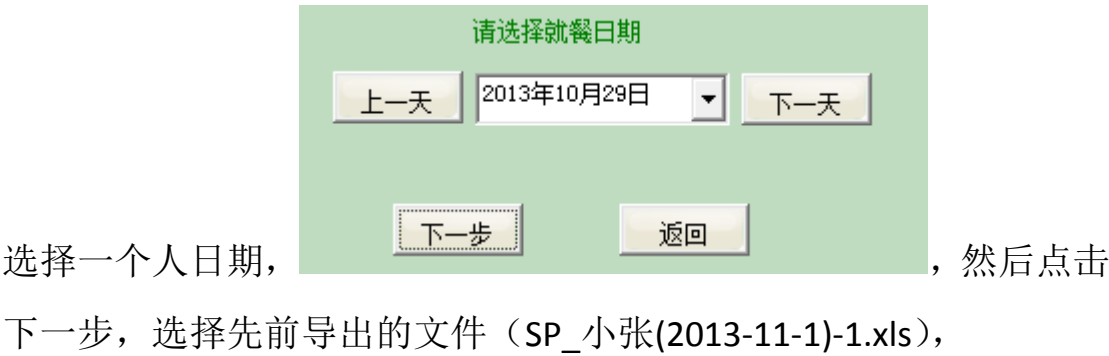 请选择就餐日期
上一天 2013年10月29日 下一天
下一步 返回
选择一个人日期， ，然后点击
下一步，选择先前导出的文件（SP_小张(2013-11-1)-1.xls），